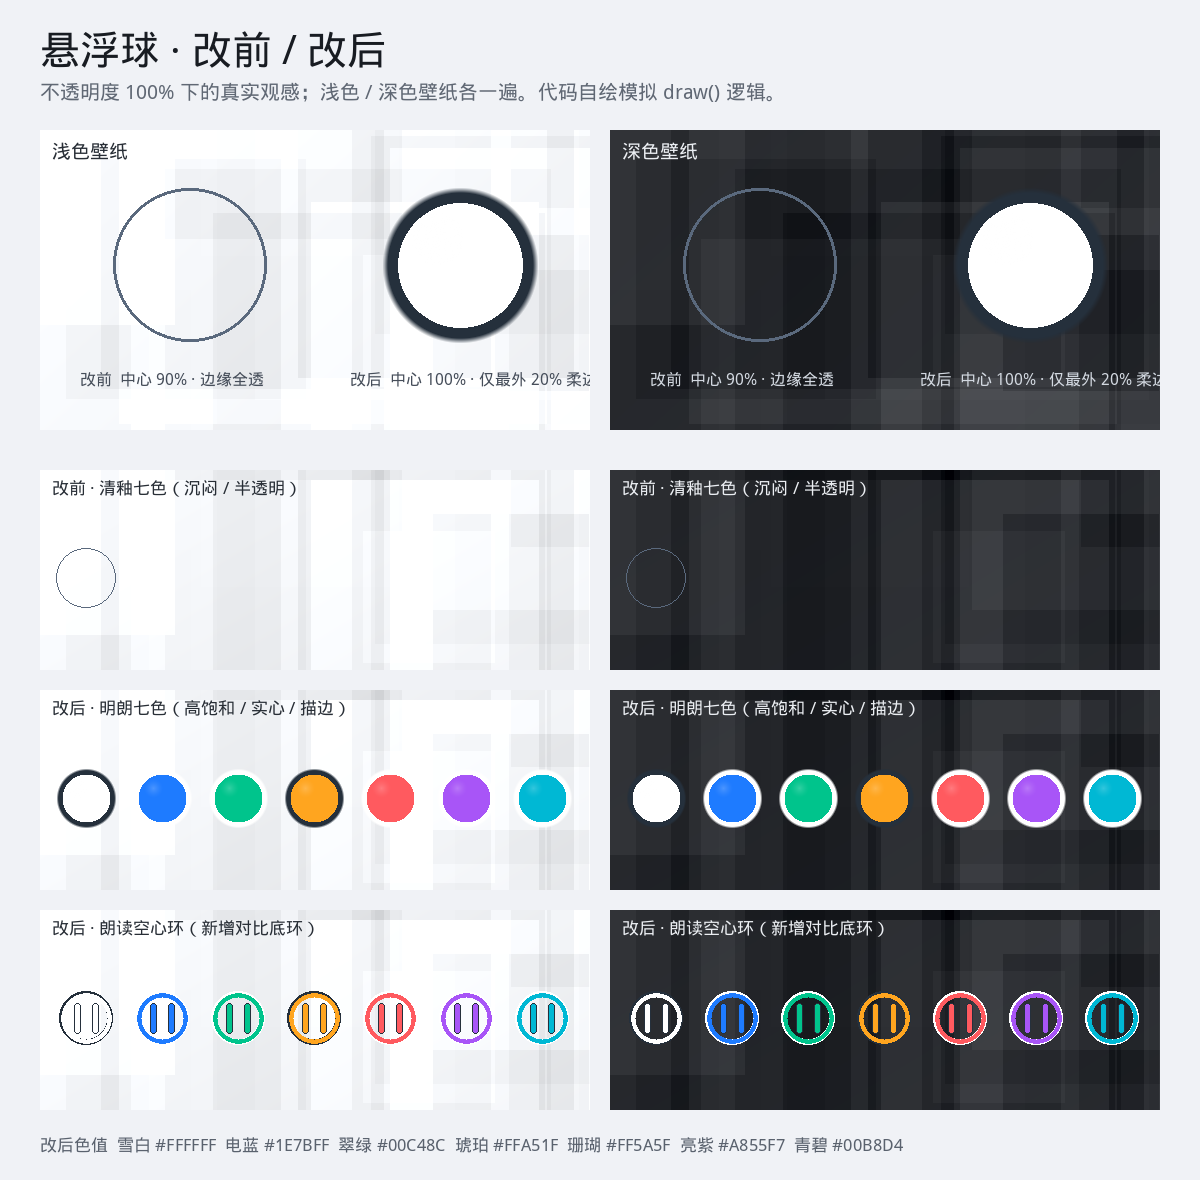 悬浮球 · 改前 / 改后
不透明度 100% 下的真实观感；浅色 / 深色壁纸各一遍。代码自绘模拟 draw() 逻辑。
浅色壁纸
改前  中心 90% · 边缘全透
改后  中心 100% · 仅最外 20% 柔边
深色壁纸
改前  中心 90% · 边缘全透
改后  中心 100% · 仅最外 20% 柔边
改前 · 清釉七色（沉闷 / 半透明）
改前 · 清釉七色（沉闷 / 半透明）
改后 · 明朗七色（高饱和 / 实心 / 描边）
改后 · 明朗七色（高饱和 / 实心 / 描边）
改后 · 朗读空心环（新增对比底环）
改后 · 朗读空心环（新增对比底环）
改后色值  雪白 #FFFFFF  电蓝 #1E7BFF  翠绿 #00C48C  琥珀 #FFA51F  珊瑚 #FF5A5F  亮紫 #A855F7  青碧 #00B8D4